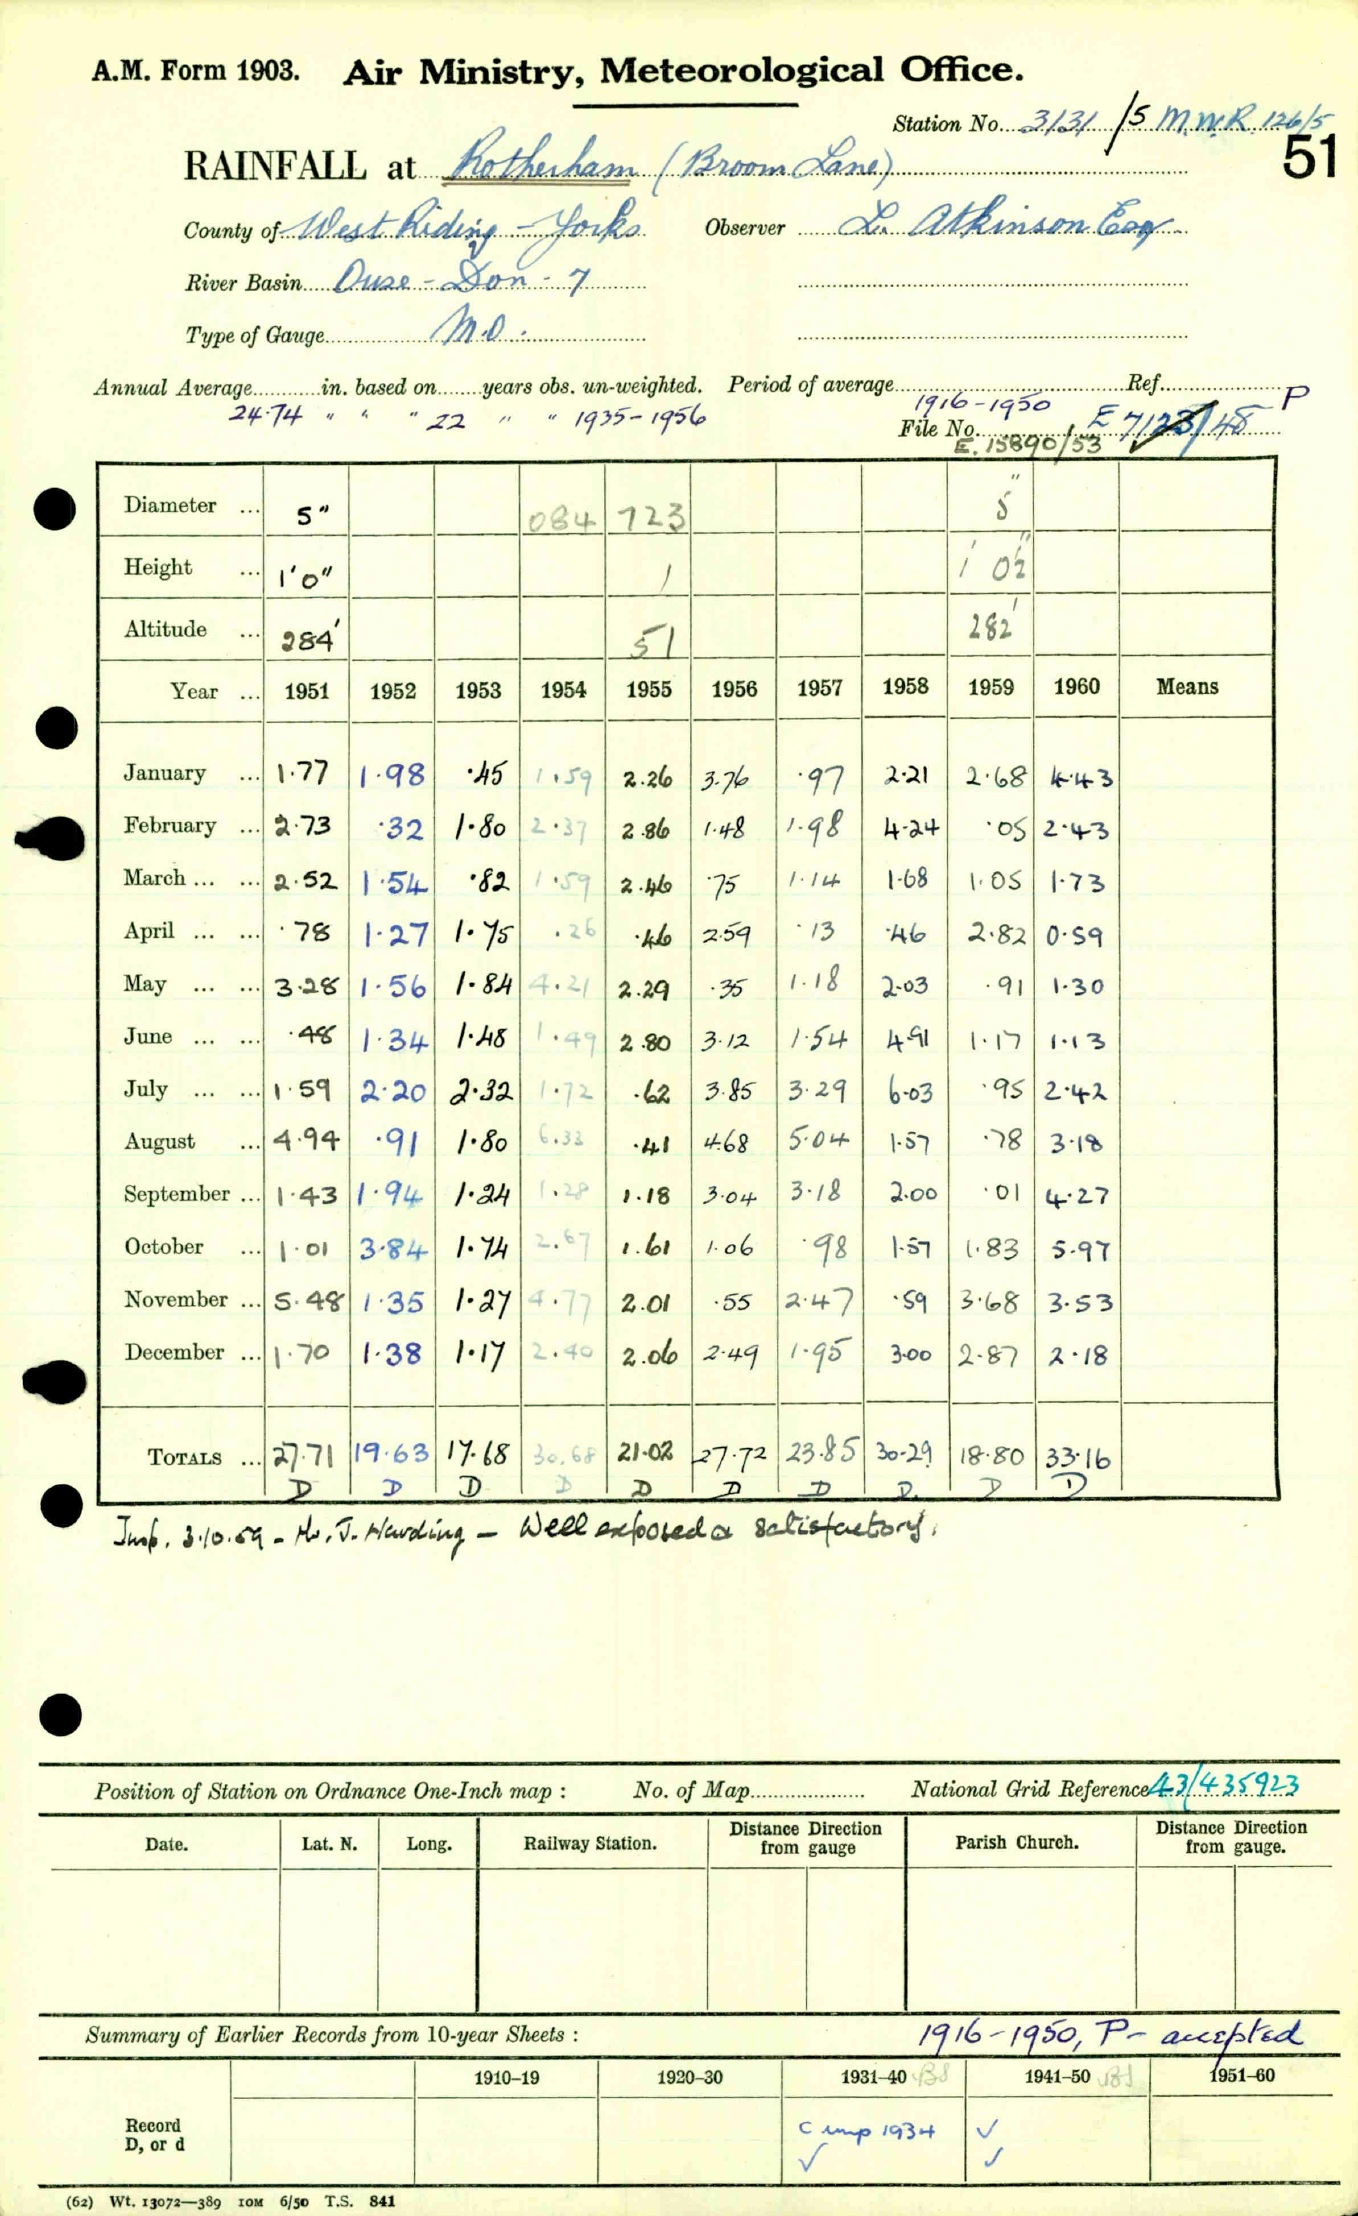 A.M. Form 1903. Air Ministry, Meteorological Office.
Station No. 3131 /5 M.W.R. 126/5
51
RAINFALL at Rotherham (Broom Lane)
County of West Riding - Yorks Observer L. Atkinson Esq
River Basin Ouse - Don - 7
Type of Gauge M.O.
Annual Average in. based on years obs. un-weighted. Period of average 1916-1950 Ref. P
24.74 " " " 22 " " 1935-1956 File No. E. 15890/53
Diameter ... 5" 084 723 5"
Height ... 1'0" 1 1' 0½"
Altitude ... 284' 51 282'
Year ... 1951 1952 1953 1954 1955 1956 1957 1958 1959 1960 Means
January ... 1.77 1.98 .45 1.59 2.26 3.76 .97 2.21 2.68 4.43
February ... 2.73 .32 1.80 2.37 2.86 1.48 1.98 4.24 .05 2.43
March ... ... 2.52 1.54 .82 1.59 2.46 .75 1.14 1.68 1.05 1.73
April ... ... .78 1.27 1.75 .26 .46 2.59 .13 .46 2.82 0.59
May ... ... 3.28 1.56 1.84 4.21 2.29 .35 1.18 2.03 .91 1.30
June ... ... .48 1.34 1.48 1.49 2.80 3.12 1.54 4.91 1.17 1.13
July ... ... 1.59 2.20 2.32 1.72 .62 3.85 3.29 6.03 .95 2.42
August ... 4.94 .91 1.80 6.33 .41 4.68 5.04 1.57 .78 3.18
September ... 1.43 1.94 1.24 1.28 1.18 3.04 3.18 2.00 .01 4.27
October ... 1.01 3.84 1.74 2.67 1.61 1.06 .98 1.57 1.83 5.97
November ... 5.48 1.35 1.27 4.77 2.01 .55 2.47 .59 3.68 3.53
December ... 1.70 1.38 1.17 2.40 2.06 2.49 1.95 3.00 2.87 2.18
TOTALS ... 27.71 19.63 17.68 30.68 21.02 27.72 23.85 30.29 18.80 33.16
D D D D D D D D D D
Insp. 3.10.59 - Mr. J. Harding - Well exposed & satisfactory.
Position of Station on Ordnance One-Inch map : No. of Map National Grid Reference 43/435923
Date. Lat. N. Long. Railway Station. Distance Direction from gauge Parish Church. Distance Direction from gauge.
Summary of Earlier Records from 10-year Sheets : 1916-1950, P- accepted
1910–19 1920–30 1931–40 1941–50 1951–60
Record D, or d C imp 1934 ✓
✓ ✓
(62) Wt. 13072—389 10M 6/50 T.S. 841